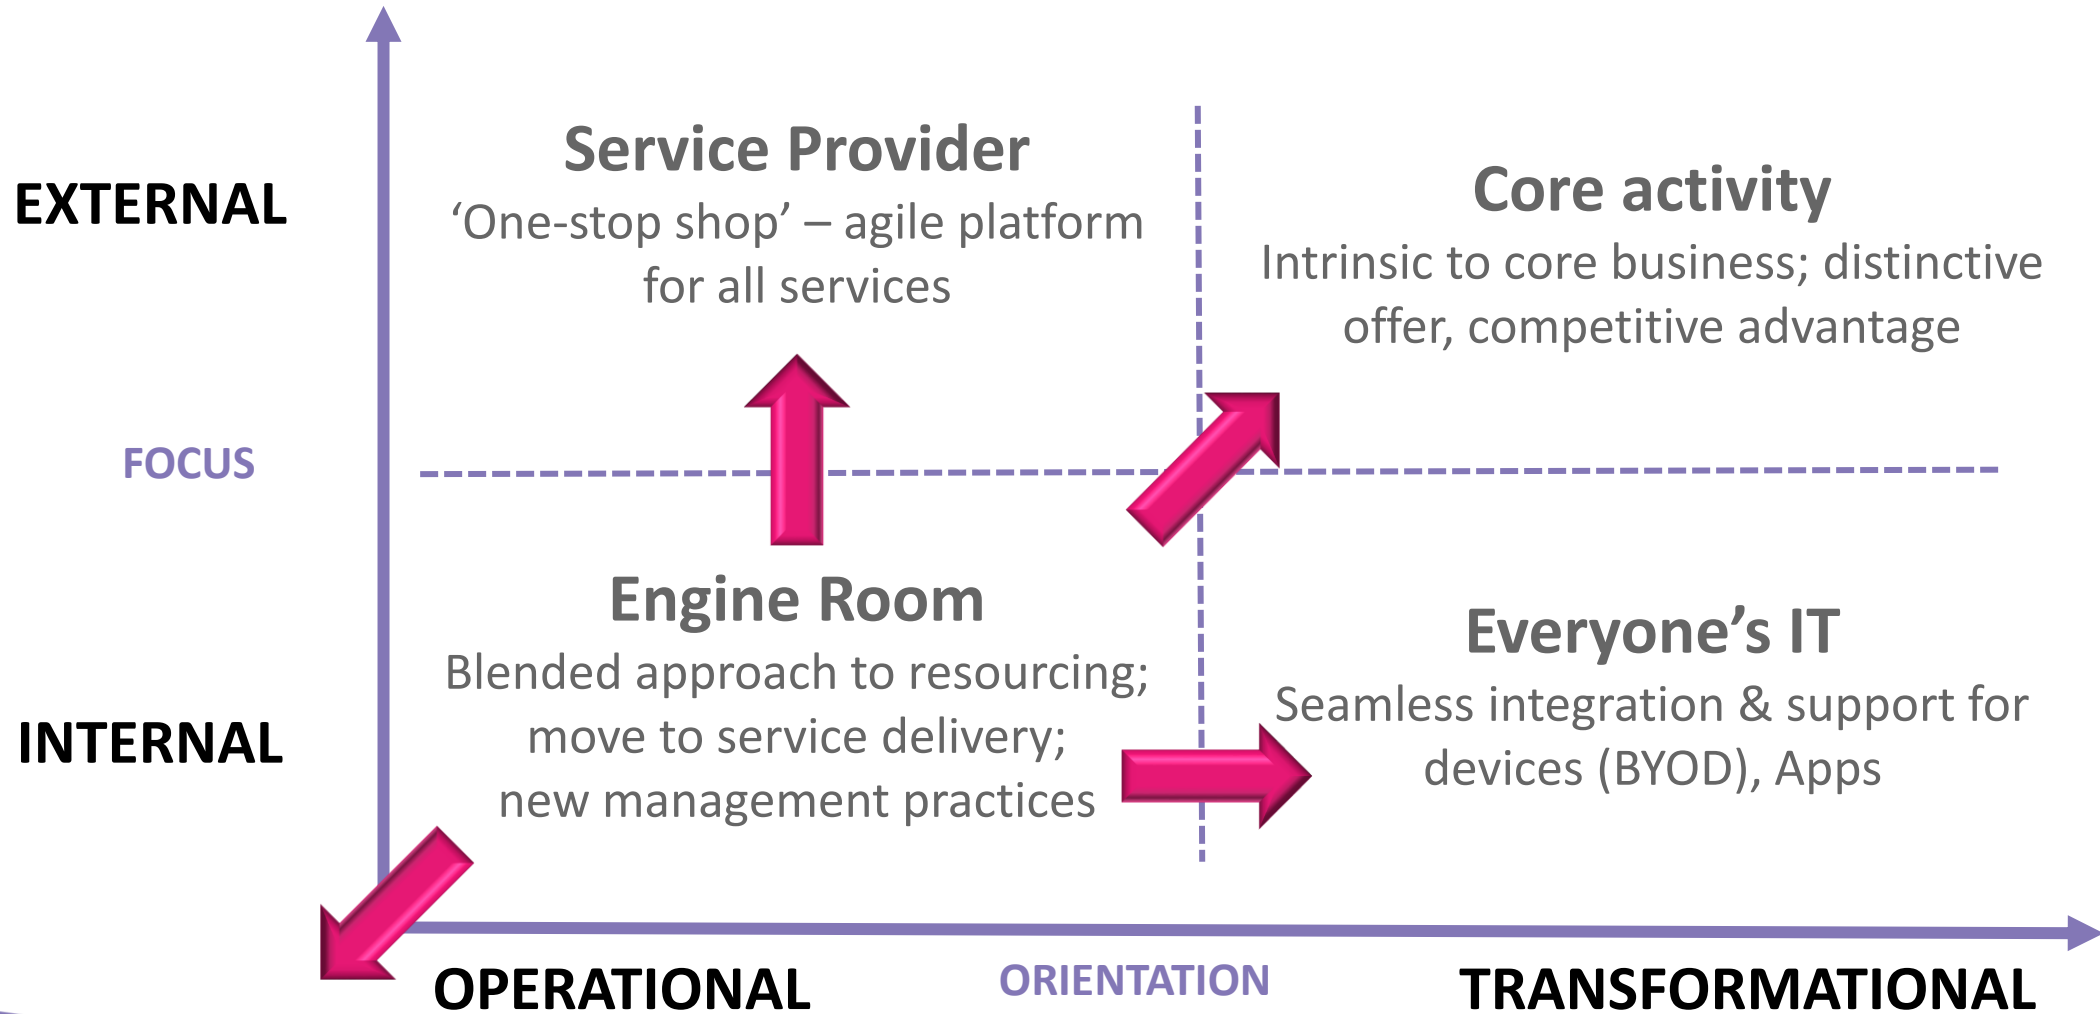 EXTERNAL
Service Provider
‘One-stop shop’ – agile platform
for all services
Core activity
Intrinsic to core business; distinctive
offer, competitive advantage
FOCUS
INTERNAL
Engine Room
Blended approach to resourcing;
move to service delivery;
new management practices
Everyone’s IT
Seamless integration & support for
devices (BYOD), Apps
OPERATIONAL
ORIENTATION
TRANSFORMATIONAL